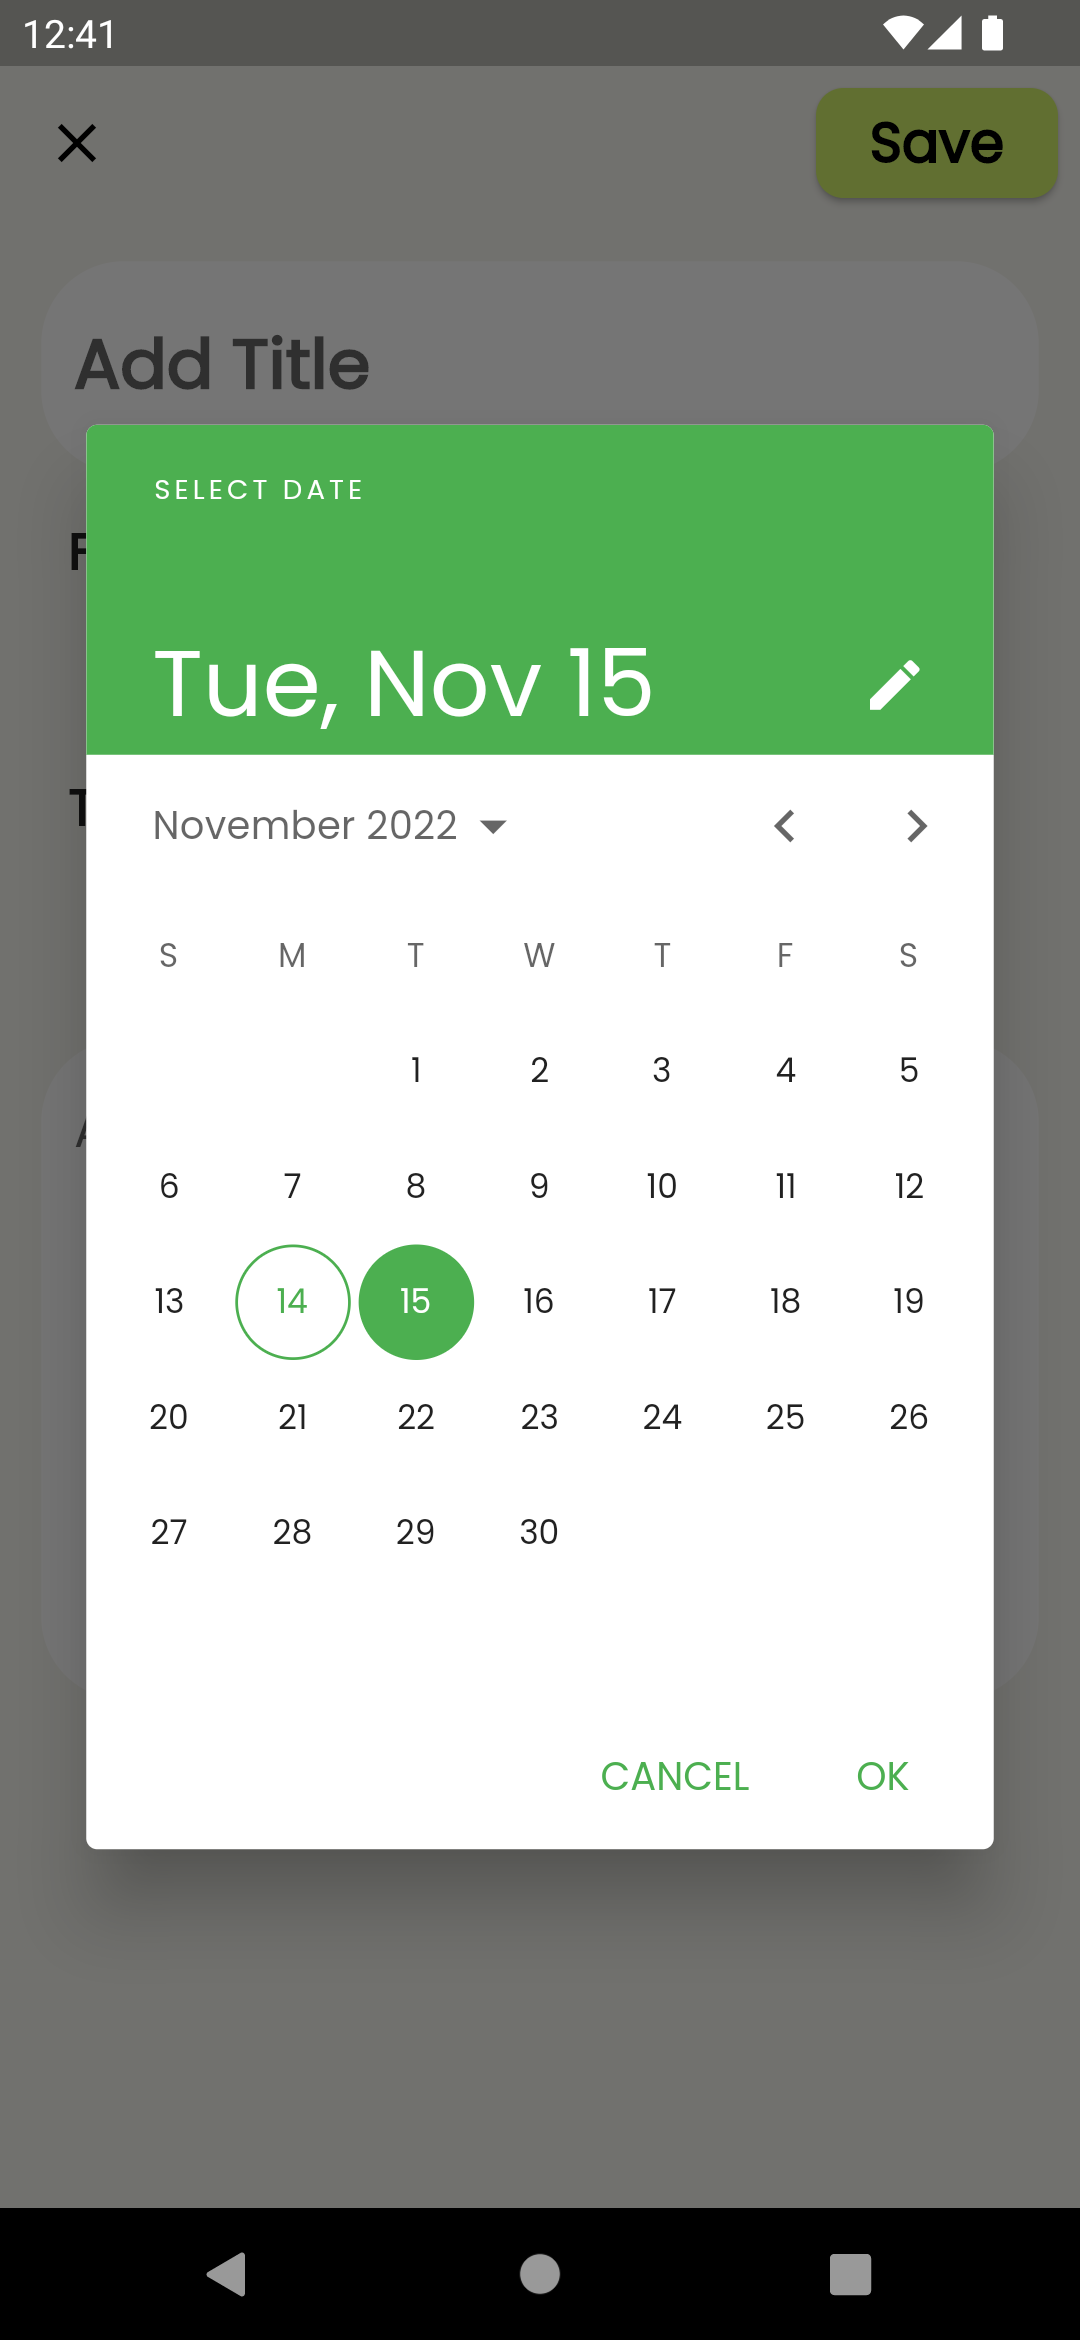 12:41
Save
Add Title
SELECT DATE
Tue, Nov 15
November 2022
S M T W T F S
1 2 3 4 5
6 7 8 9 10 11 12
13 14 15 16 17 18 19
20 21 22 23 24 25 26
27 28 29 30
CANCEL OK